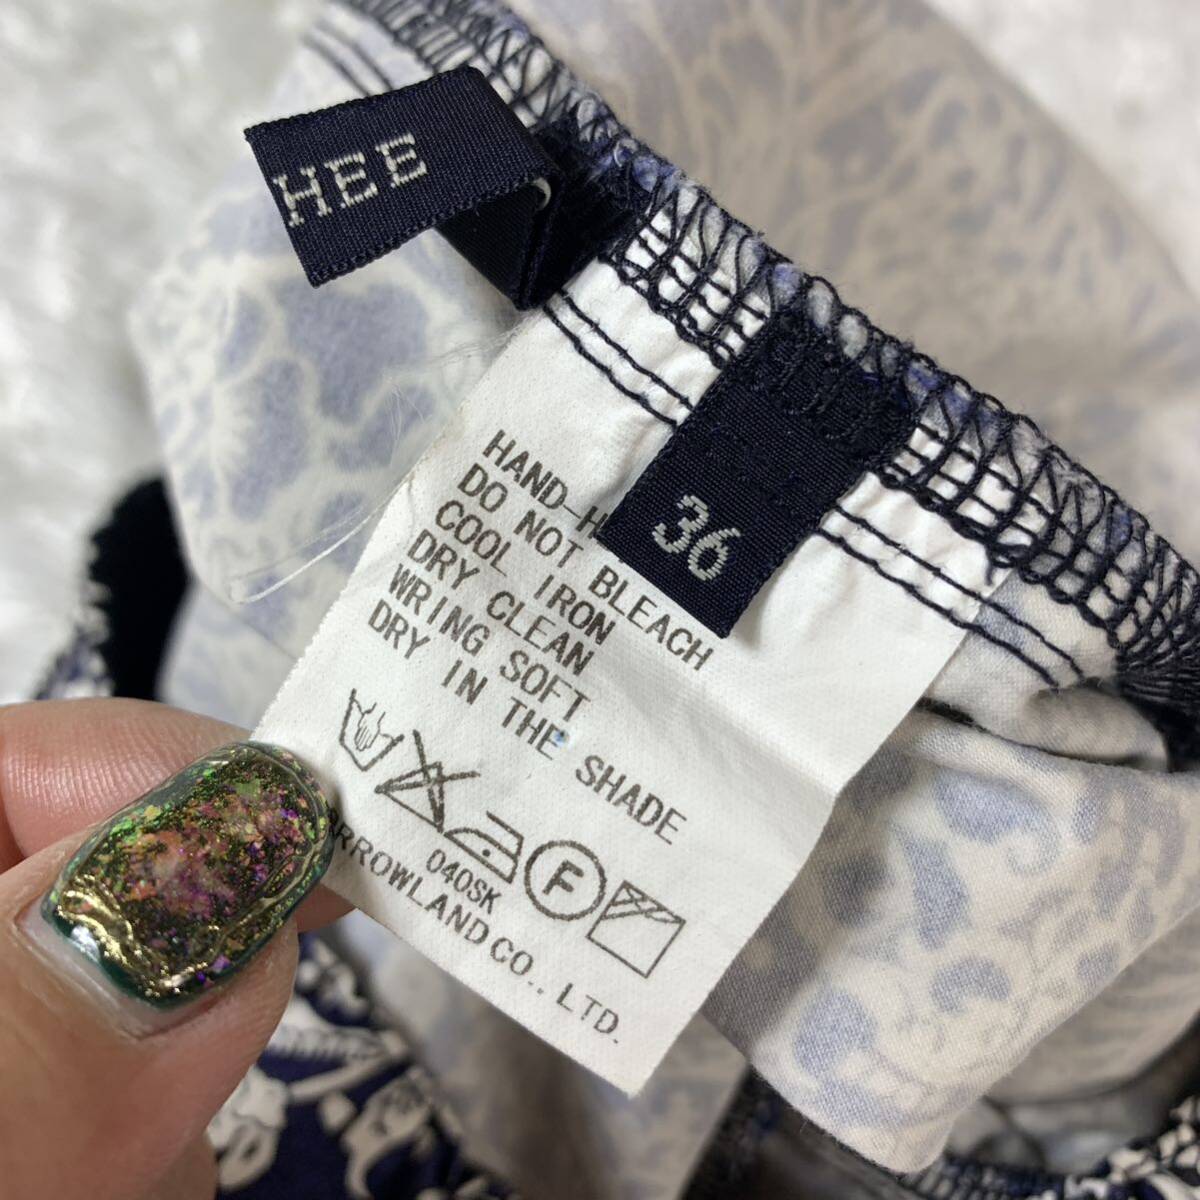 HEE
36
HAND-H
DO NOT BLEACH
COOL IRON
DRY CLEAN
WRING SOFT
DRY IN THE SHADE
F
040SK
ARROWLAND CO., LTD.